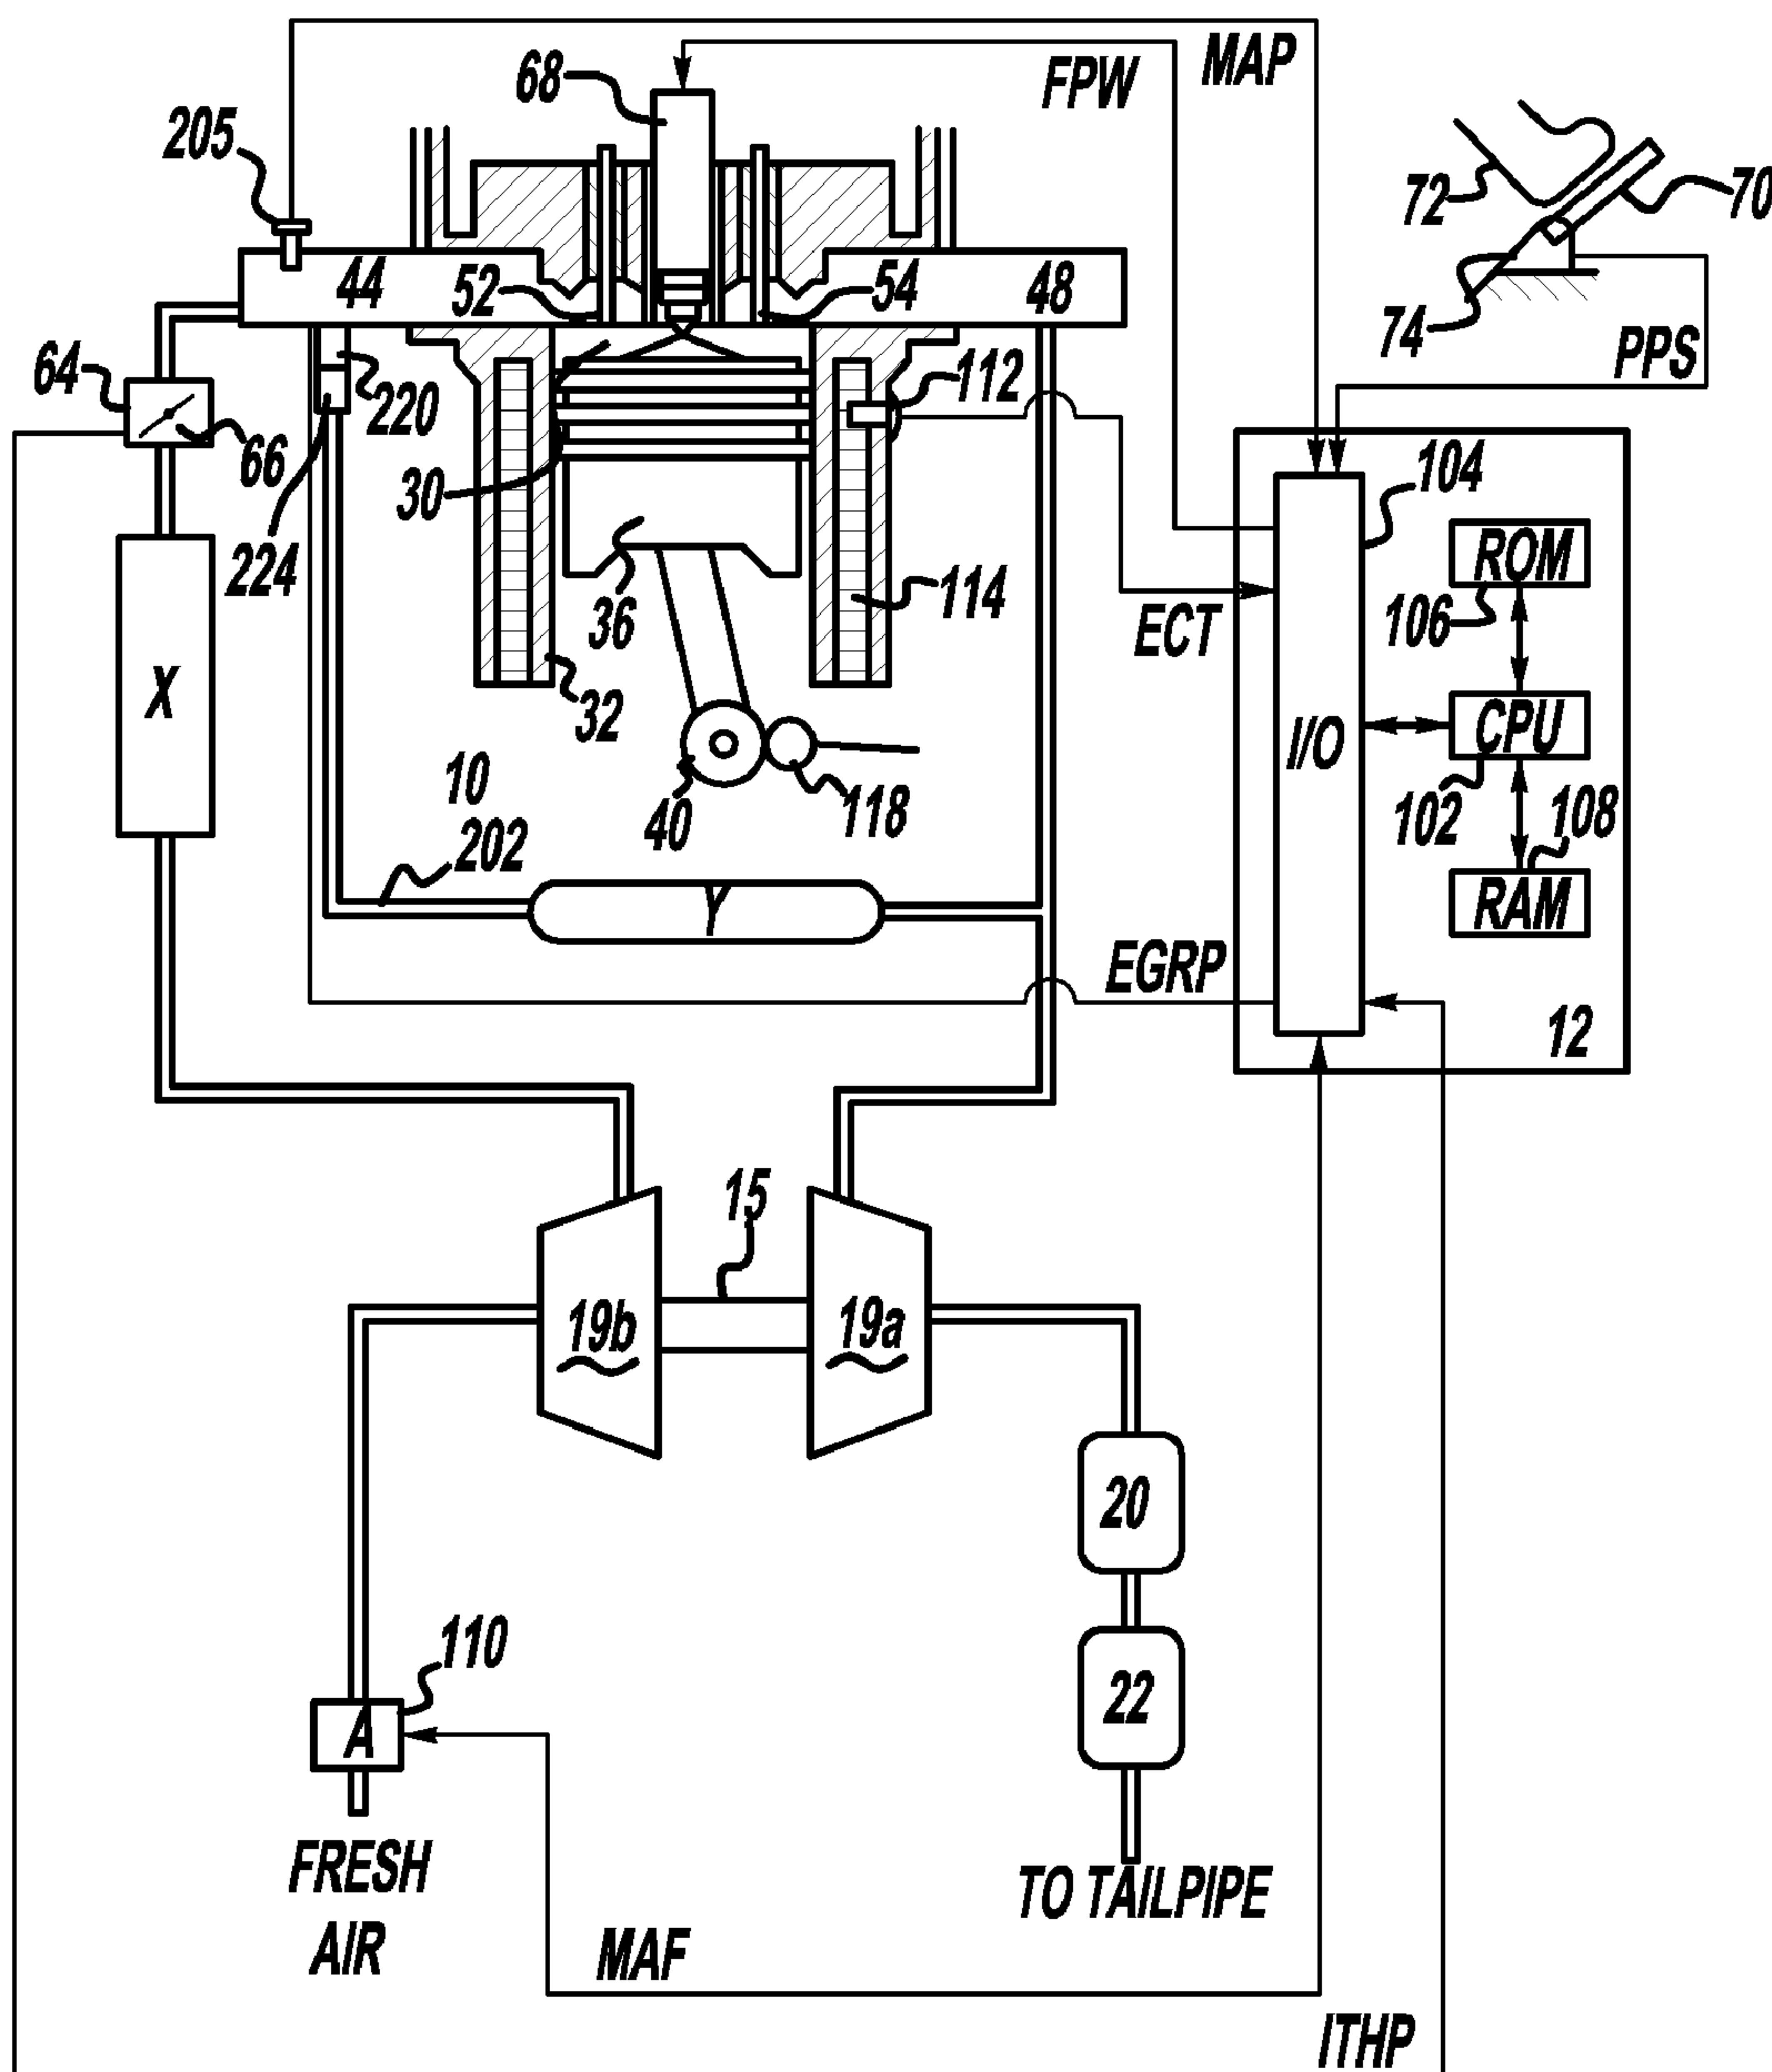 68
FPW
MAP
205
72
70
44
52
54
48
74
PPS
64
220
112
66
30
104
224
ROM
36
114
106
ECT
X
32
I/O
CPU
10
102
108
40
118
202
RAM
Y
EGRP
12
15
19b
19a
20
110
22
A
FRESH
AIR
TO TAILPIPE
MAF
ITHP